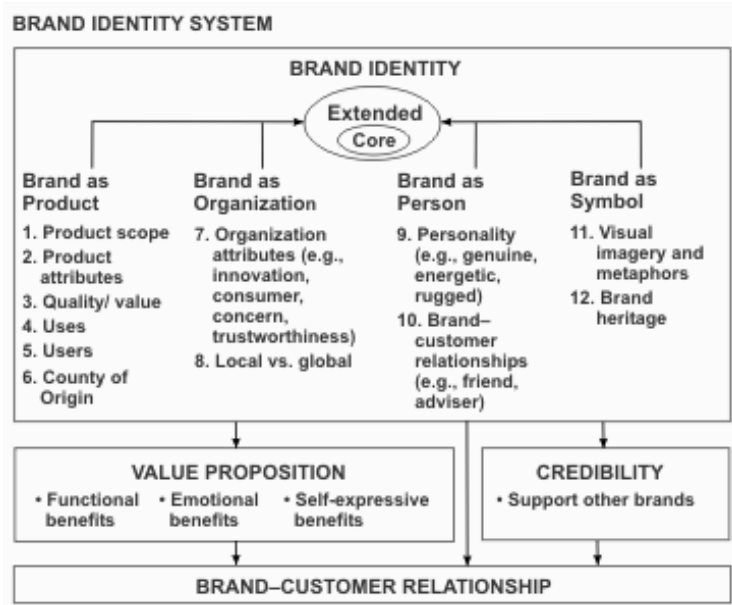 BRAND IDENTITY SYSTEM
BRAND IDENTITY
Extended
Core
Brand as
Product
1. Product scope
2. Product
attributes
3. Quality/ value
4. Uses
5. Users
6. County of
Origin
Brand as
Organization
7. Organization
attributes (e.g.,
innovation,
consumer,
concern,
trustworthiness)
8. Local vs. global
Brand as
Person
9. Personality
(e.g., genuine,
energetic,
rugged)
10. Brand–
customer
relationships
(e.g., friend,
adviser)
Brand as
Symbol
11. Visual
imagery and
metaphors
12. Brand
heritage
VALUE PROPOSITION
• Functional
benefits
• Emotional
benefits
• Self-expressive
benefits
CREDIBILITY
• Support other brands
BRAND–CUSTOMER RELATIONSHIP